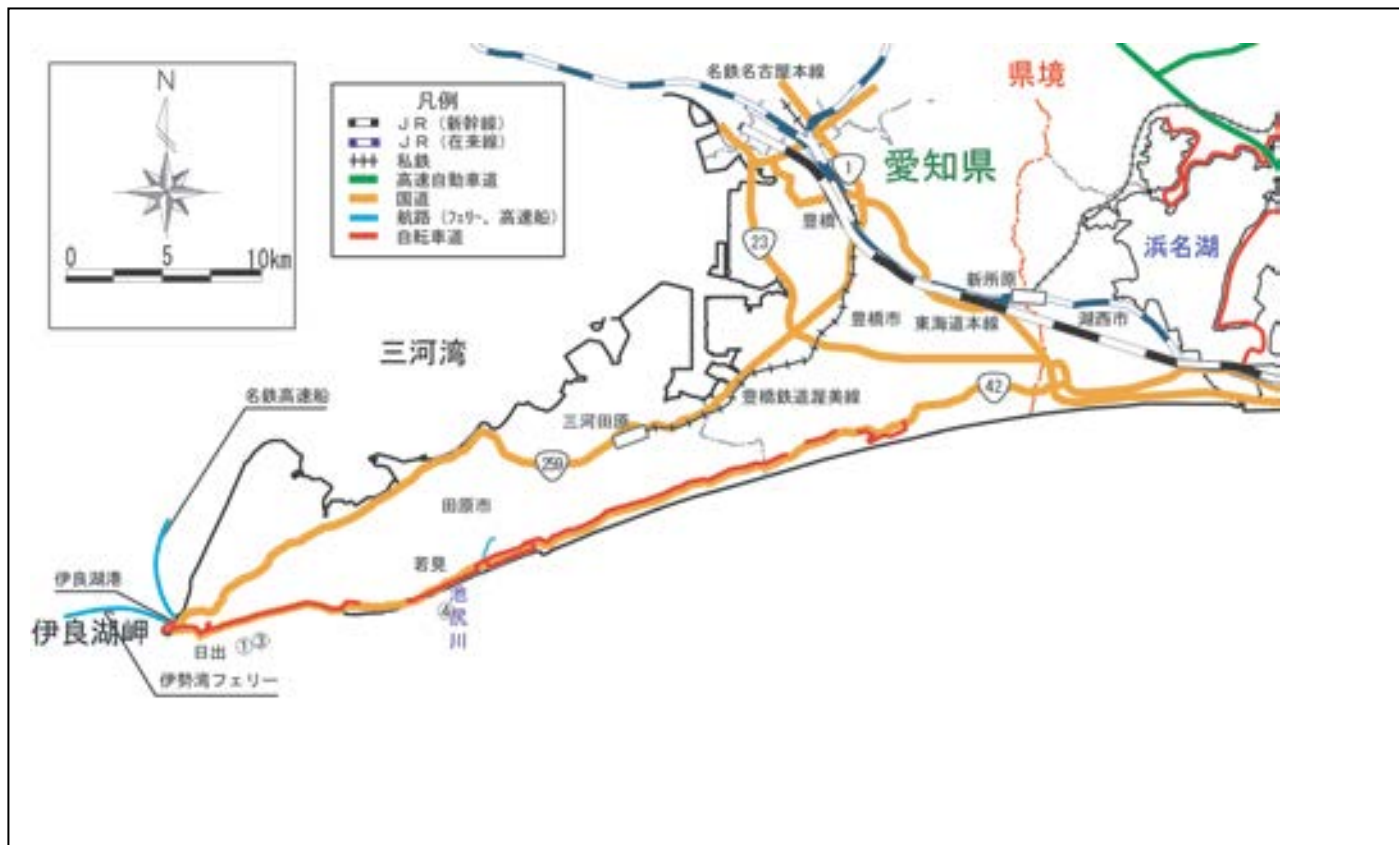 N
0 5 10km
凡例
JR（新幹線）
JR（在来線）
私鉄
高速自動車道
国道
航路（フェリー、高速船）
自転車道
名鉄名古屋本線
県境
愛知県
1
豊橋
23
浜名湖
新所原
豊橋市
東海道本線
湖西市
三河湾
42
名鉄高速船
豊橋鉄道渥美線
三河田原
259
田原市
若見
伊良湖港
④
池尻川
伊良湖岬
日出 ①③
伊勢湾フェリー